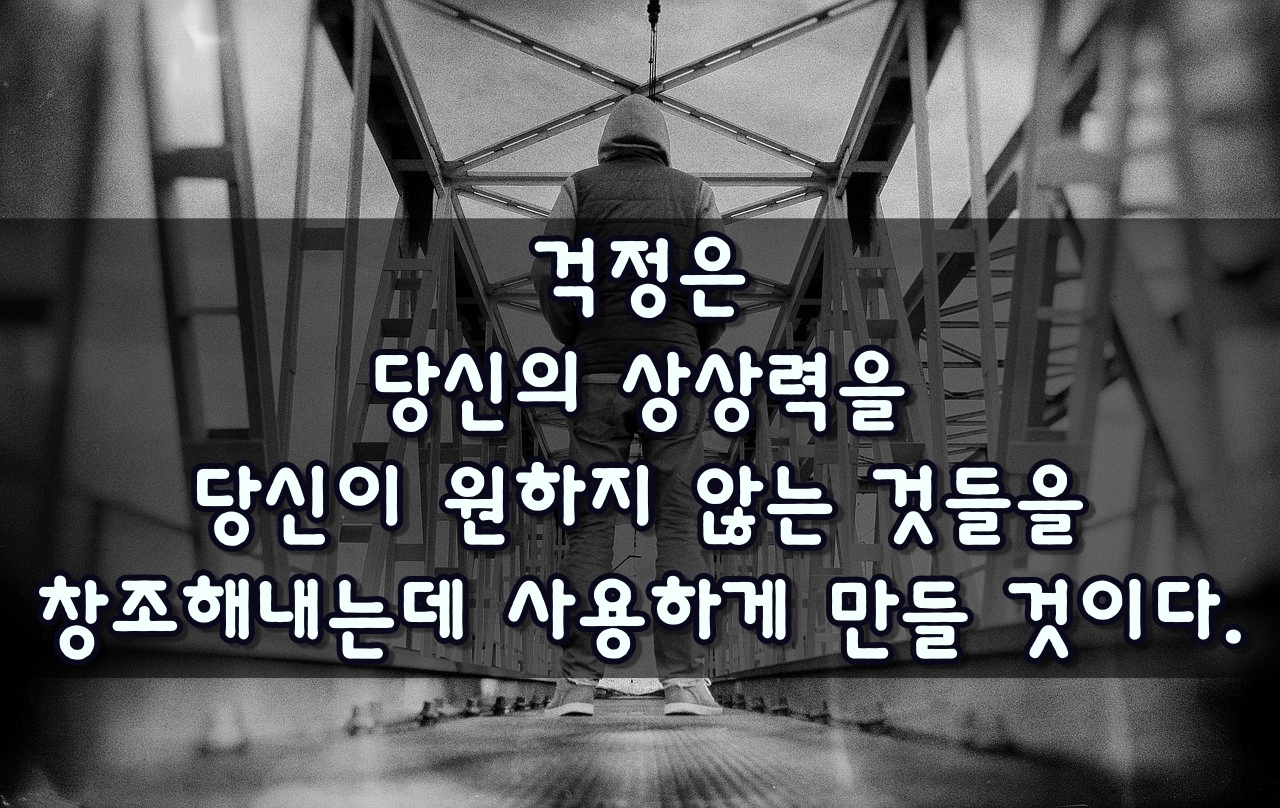 걱정은
당신의 상상력을
당신이 원하지 않는 것들을
창조해내는데 사용하게 만들 것이다.